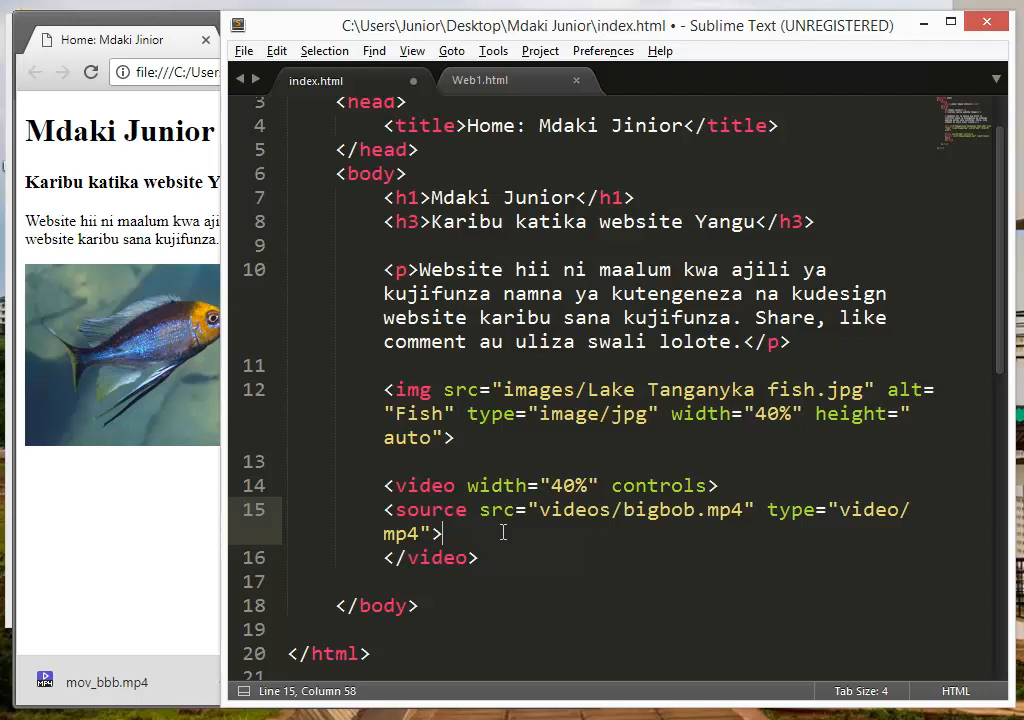 Home: Mdaki Jinior
file:///C:/User
Mdaki Junior
Karibu katika website Y
Website hii ni maalum kwa aji
website karibu sana kujifunza.
mov_bbb.mp4
C:\Users\Junior\Desktop\Mdaki Junior\index.html • - Sublime Text (UNREGISTERED)
File Edit Selection Find View Goto Tools Project Preferences Help
index.html Web1.html
3 <head>
4 <title>Home: Mdaki Jinior</title>
5 </head>
6 <body>
7 <h1>Mdaki Junior</h1>
8 <h3>Karibu katika website Yangu</h3>
9
10 <p>Website hii ni maalum kwa ajili ya
kujifunza namna ya kutengeneza na kudesign
website karibu sana kujifunza. Share, like
comment au uliza swali lolote.</p>
11
12 <img src="images/Lake Tanganyka fish.jpg" alt=
"Fish" type="image/jpg" width="40%" height="
auto">
13
14 <video width="40%" controls>
15 <source src="videos/bigbob.mp4" type="video/
mp4">
16 </video>
17
18 </body>
19
20 </html>
21
Line 15, Column 58 Tab Size: 4 HTML